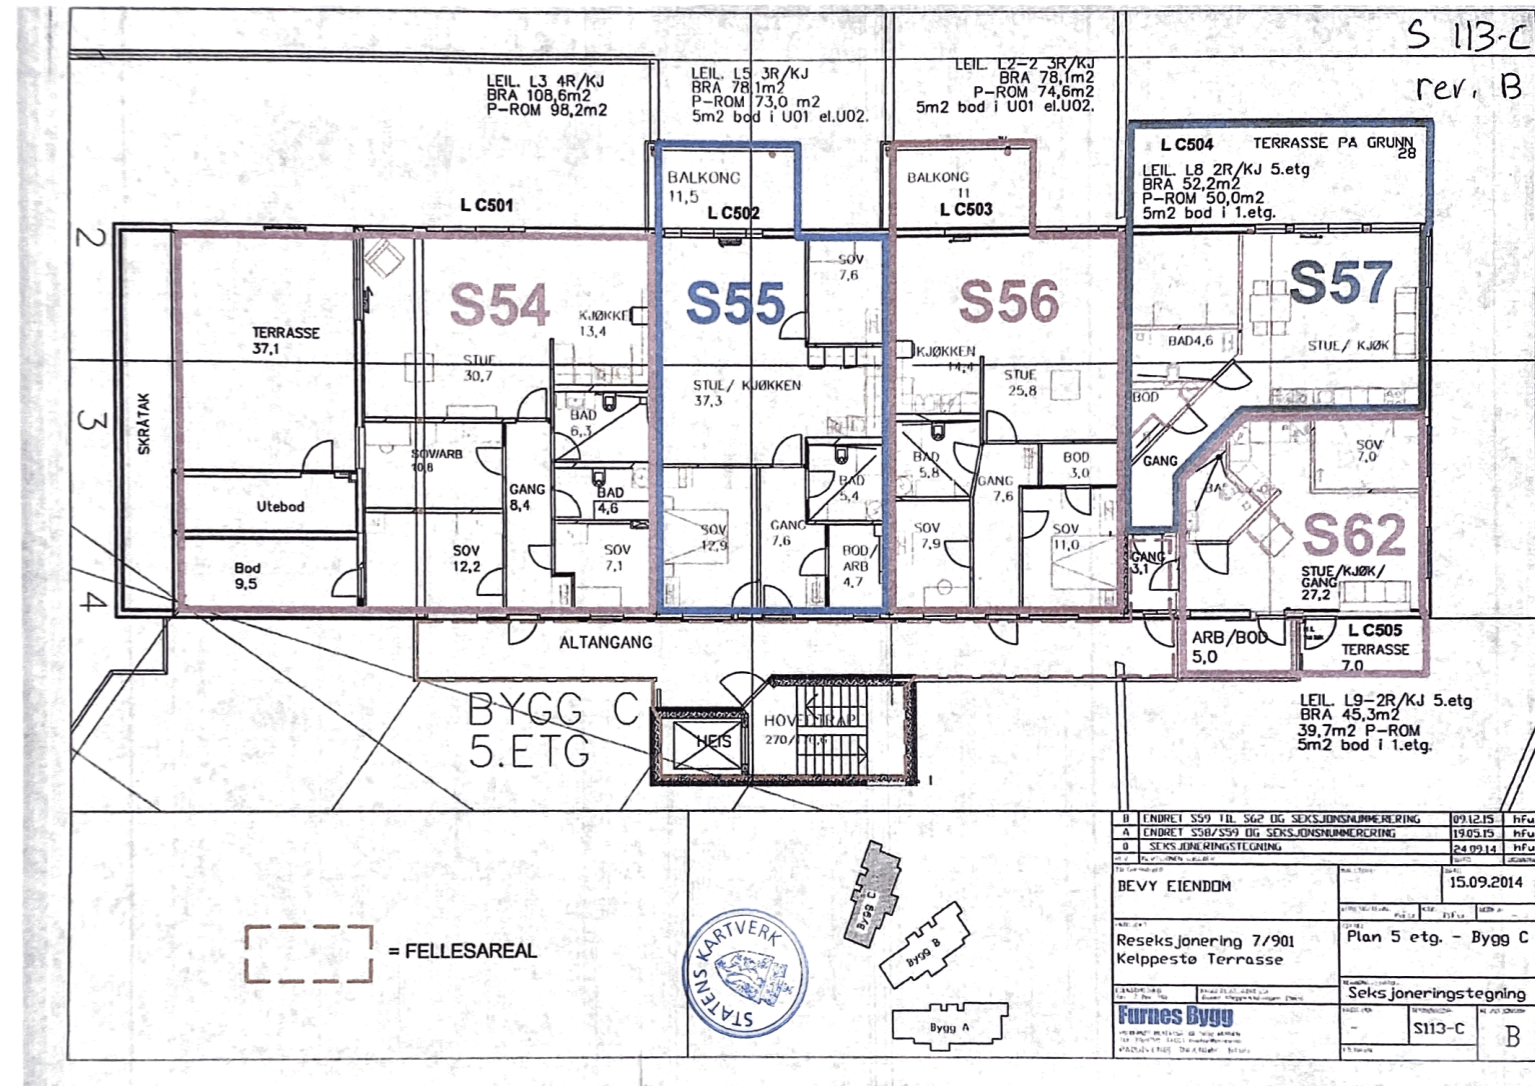 S 113-C
rev. B
LEIL. L3 4R/KJ
BRA 108,6m2
P-ROM 98,2m2
LEIL. L5 3R/KJ
BRA 78,1m2
P-ROM 73,0 m2
5m2 bod i U01 el.U02.
LEIL. L2-2 3R/KJ
BRA 78,1m2
P-ROM 74,6m2
5m2 bod i U01 el.U02.
L C504
TERRASSE PÅ GRUNN
28
LEIL. L8 2R/KJ 5.etg
BRA 52,2m2
P-ROM 50,0m2
5m2 bod i 1.etg.
L C501
BALKONG
11,5
L C502
BALKONG
11
L C503
2
3
4
SKRÅTAK
TERRASSE
37,1
Utebod
Bod
9,5
S54
KJØKKE
13,4
STUE
30,7
BAD
6,3
SOV/ARB
10,8
GANG
8,4
BAD
4,6
SOV
12,2
SOV
7,1
S55
SOV
7,6
STUE/ KJØKKEN
37,3
BAD
5,4
SOV
12,9
GANG
7,6
BOD/
ARB
4,7
S56
KJØKKEN
14,4
STUE
25,8
BAD
5,8
BOD
3,0
GANG
7,6
SOV
7,9
SOV
11,0
S57
BAD4,6
STUE/ KJØK
BOD
GANG
GANG
3,1
SOV
7,0
S62
STUE/KJØK/
GANG
27,2
ARB/BOD
5,0
L C505
TERRASSE
7,0
ALTANGANG
BYGG C
5.ETG
HEIS
HOVEDTRAP
LEIL. L9-2R/KJ 5.etg
BRA 45,3m2
39,7m2 P-ROM
5m2 bod i 1.etg.
= FELLESAREAL
STATENS KARTVERK
Bygg C
Bygg B
Bygg A
B ENDRET S59 TIL S62 OG SEKSJONSNUMMERERING 09.12.15 hfu
A ENDRET S58/S59 OG SEKSJONSNUMMERERING 19.05.15 hfu
0 SEKSJONERINGSTEGNING 24.09.14 hfu
BEVY EIENDOM
15.09.2014
Reseksjonering 7/901
Kelppestø Terrasse
Plan 5 etg. - Bygg C
Seksjoneringstegning
Furnes Bygg
-
S113-C
B